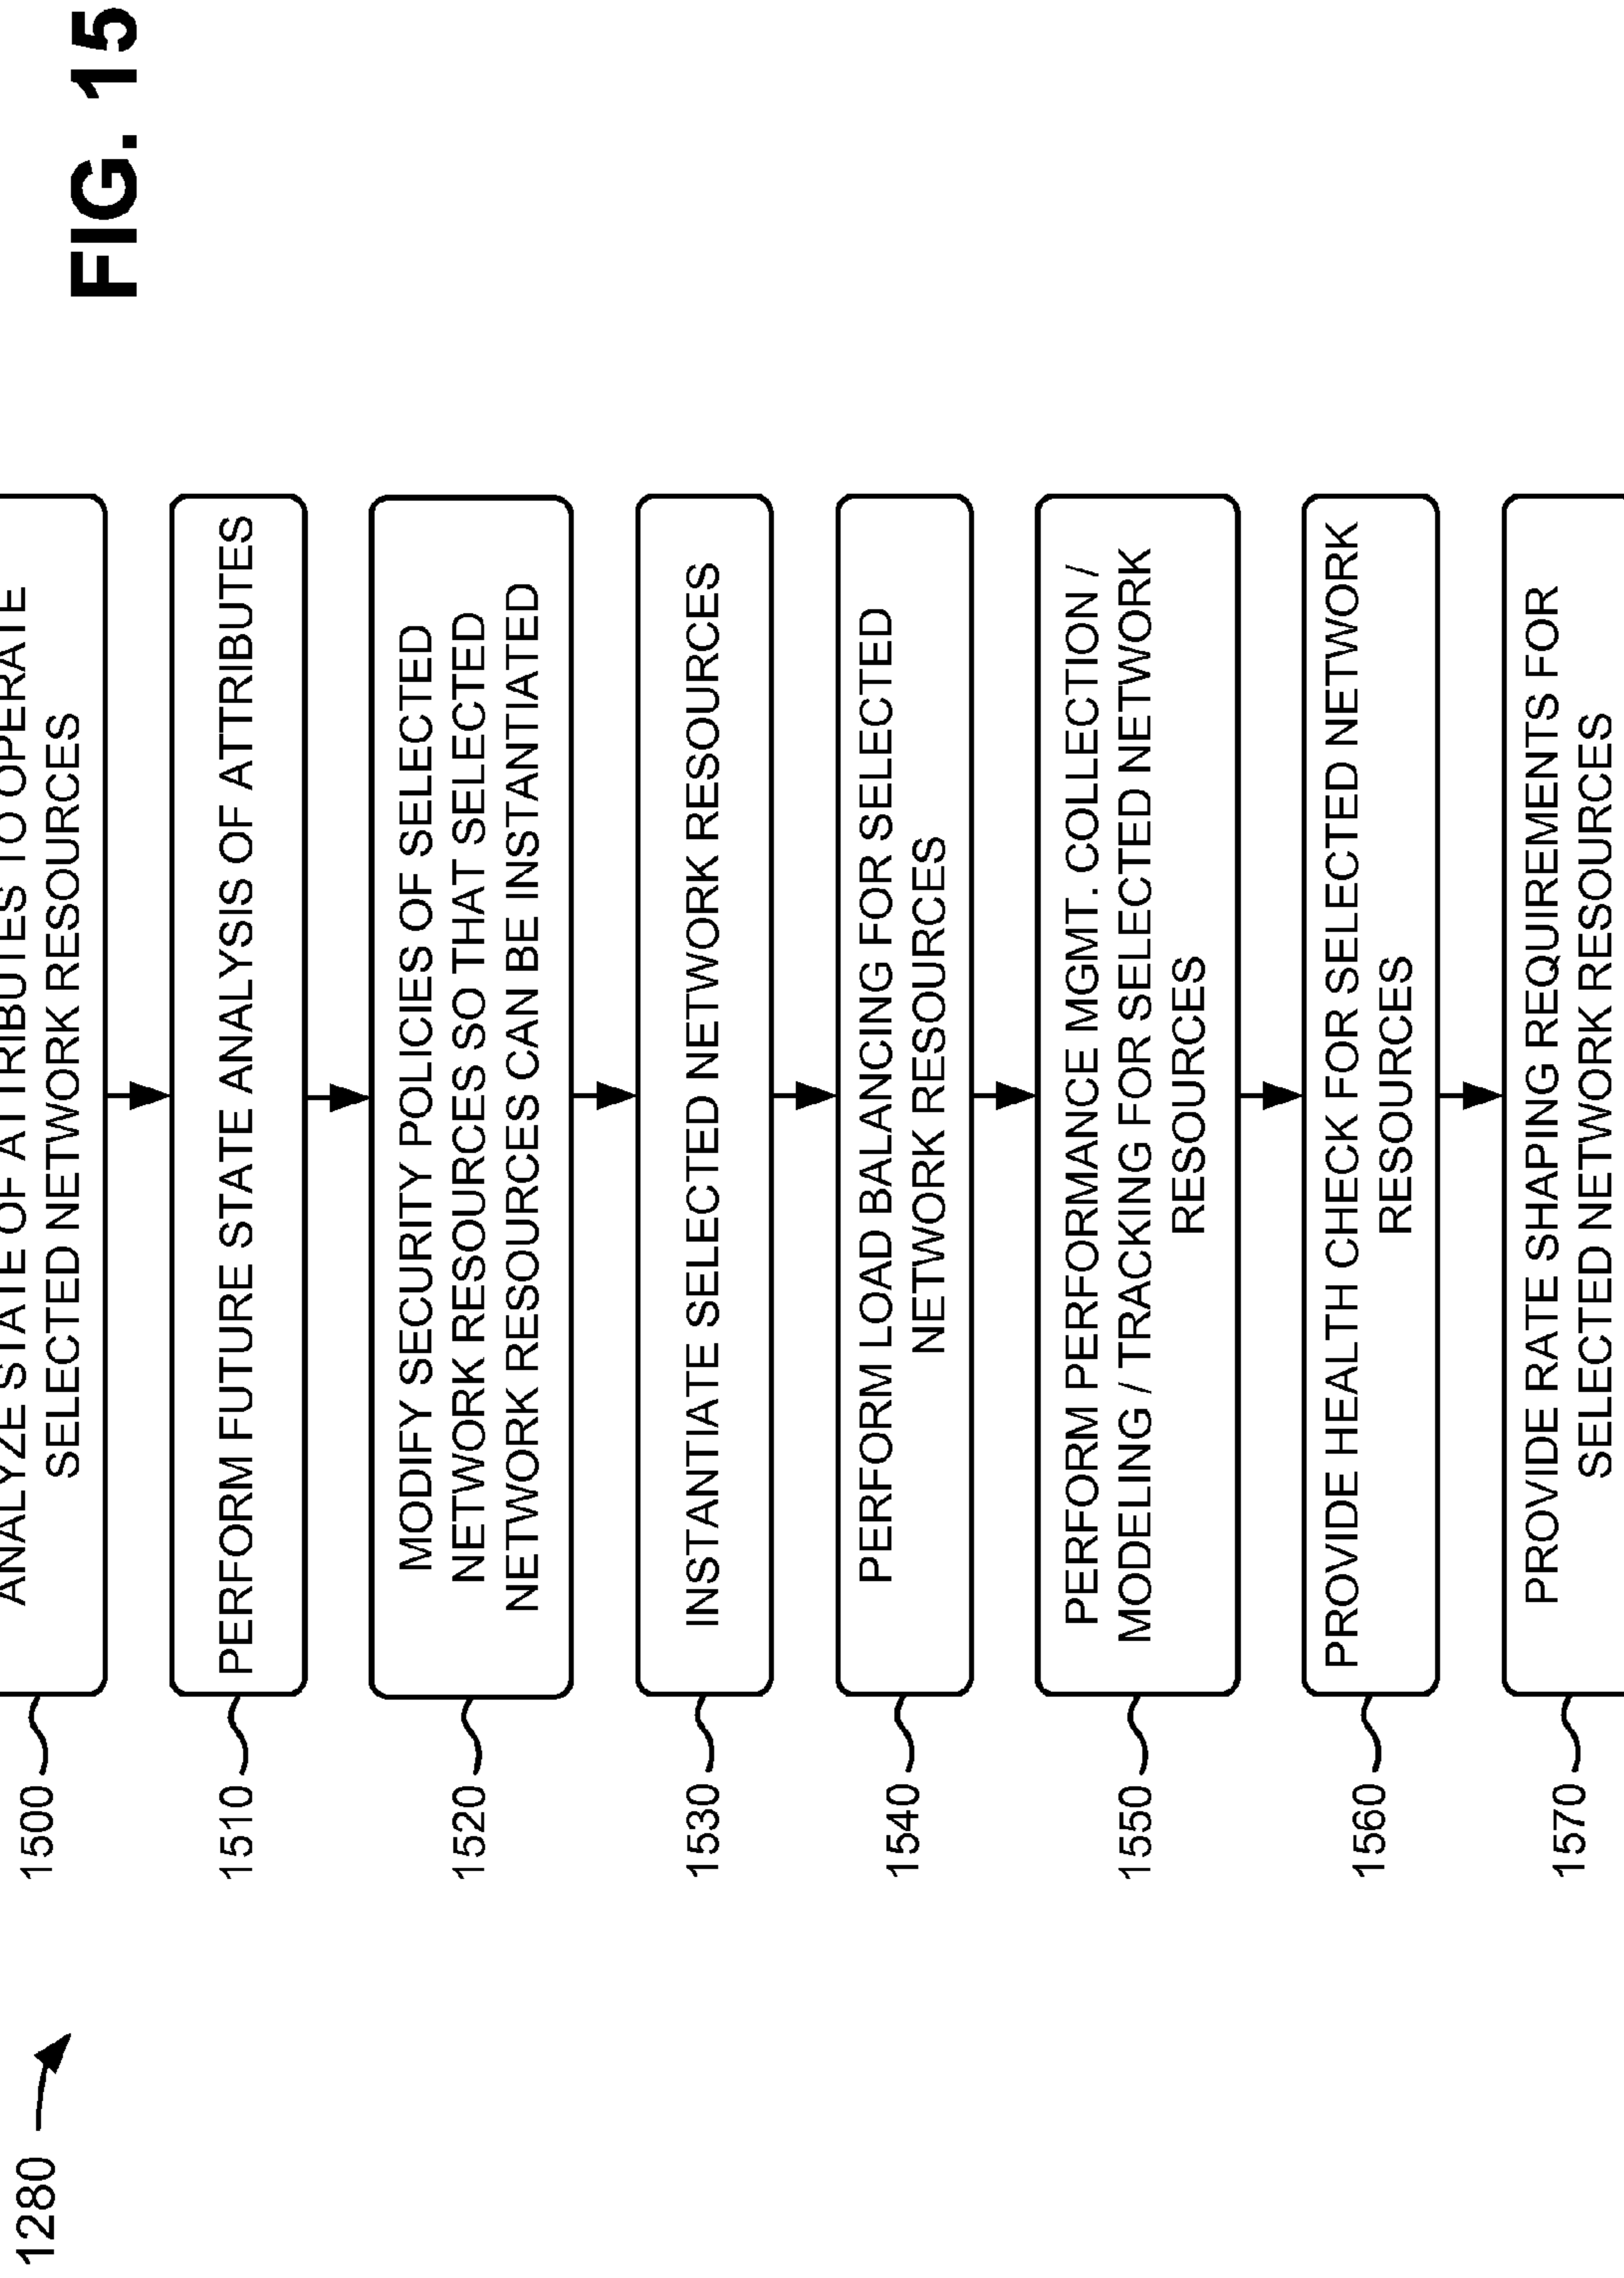 1280
1500
ANALYZE STATE OF ATTRIBUTES TO OPERATE
SELECTED NETWORK RESOURCES
1510
PERFORM FUTURE STATE ANALYSIS OF ATTRIBUTES
1520
MODIFY SECURITY POLICIES OF SELECTED
NETWORK RESOURCES SO THAT SELECTED
NETWORK RESOURCES CAN BE INSTANTIATED
1530
INSTANTIATE SELECTED NETWORK RESOURCES
1540
PERFORM LOAD BALANCING FOR SELECTED
NETWORK RESOURCES
1550
PERFORM PERFORMANCE MGMT. COLLECTION /
MODELING / TRACKING FOR SELECTED NETWORK
RESOURCES
1560
PROVIDE HEALTH CHECK FOR SELECTED NETWORK
RESOURCES
1570
PROVIDE RATE SHAPING REQUIREMENTS FOR
SELECTED NETWORK RESOURCES
FIG. 15